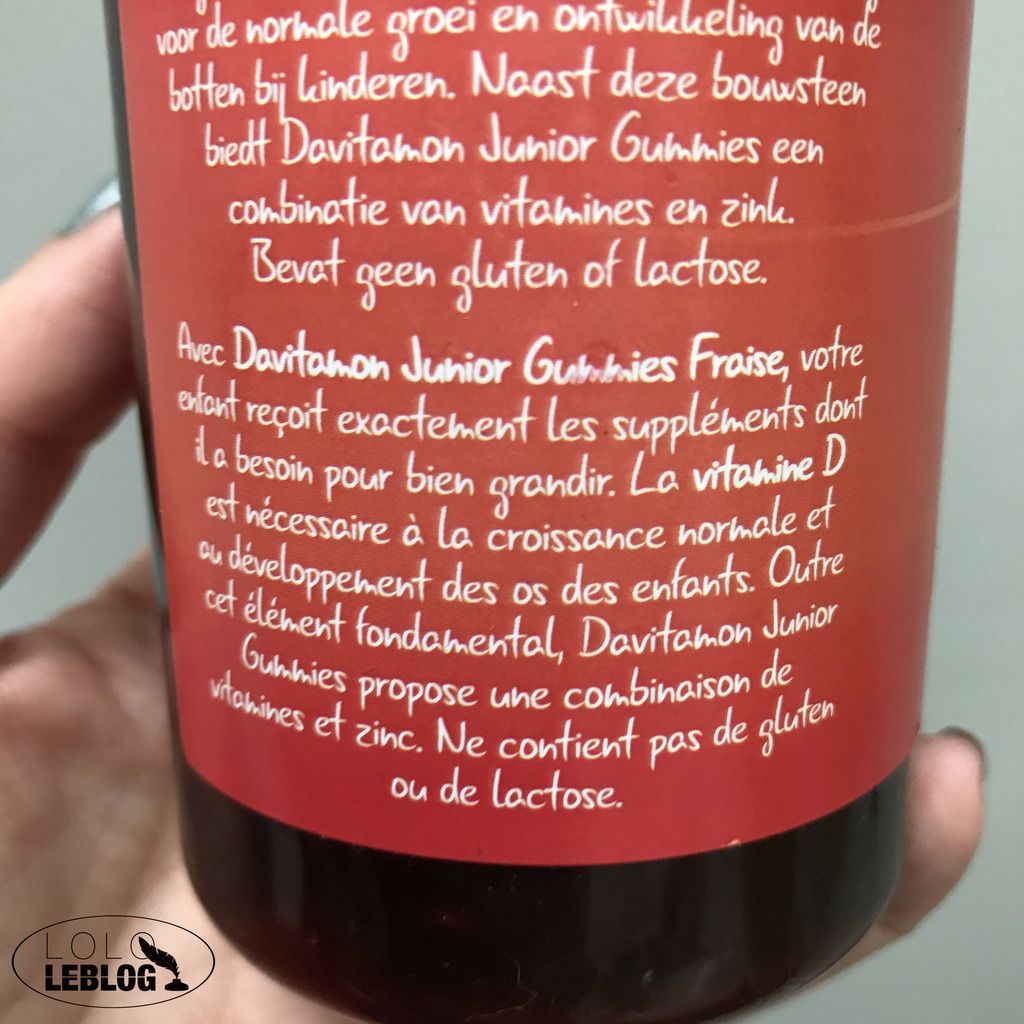 voor de normale groei en ontwikkeling van de
botten bij kinderen. Naast deze bouwsteen
biedt Davitamon Junior Gummies een
combinatie van vitamines en zink.
Bevat geen gluten of lactose.
Avec Davitamon Junior Gummies Fraise, votre
enfant reçoit exactement les suppléments dont
il a besoin pour bien grandir. La vitamine D
est nécessaire à la croissance normale et
au développement des os des enfants. Outre
cet élément fondamental, Davitamon Junior
Gummies propose une combinaison de
vitamines et zinc. Ne contient pas de gluten
ou de lactose.
LOLO
LEBLOG